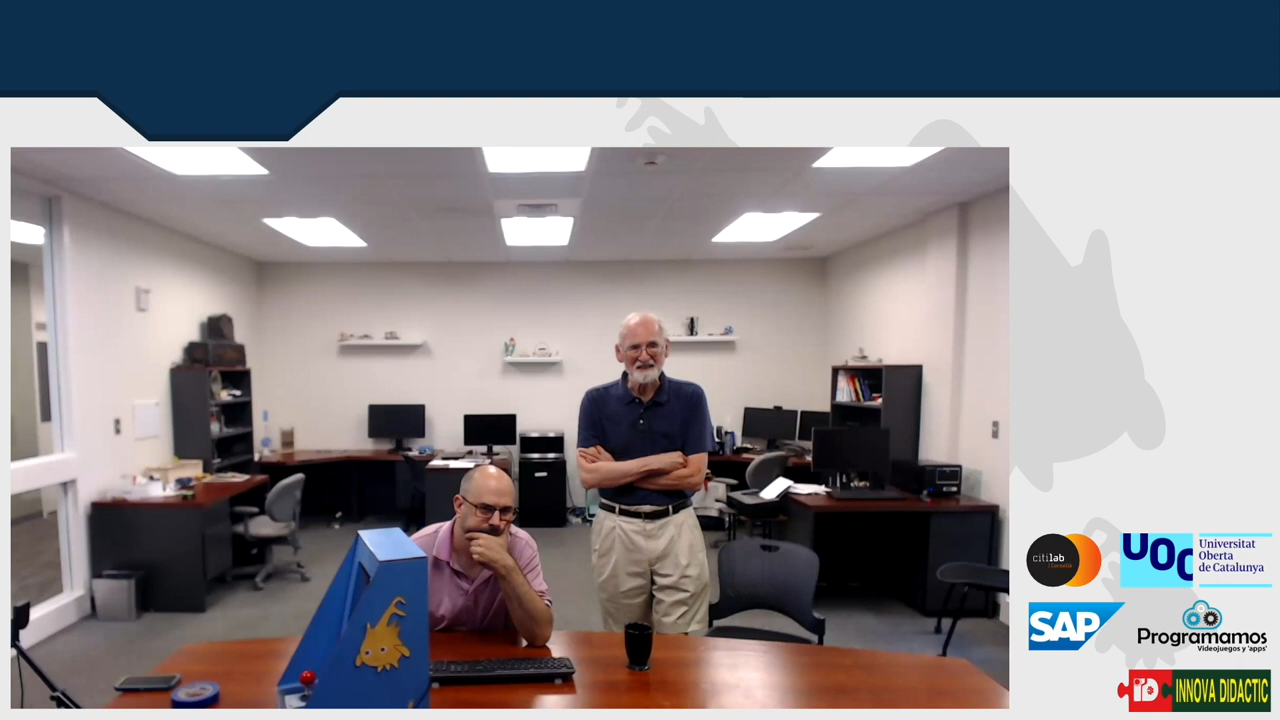 citilab
Cornellà
UOC
Universitat
Oberta
de Catalunya
SAP
Programamos
Videojuegos y 'apps'
iD
INNOVA DIDACTIC